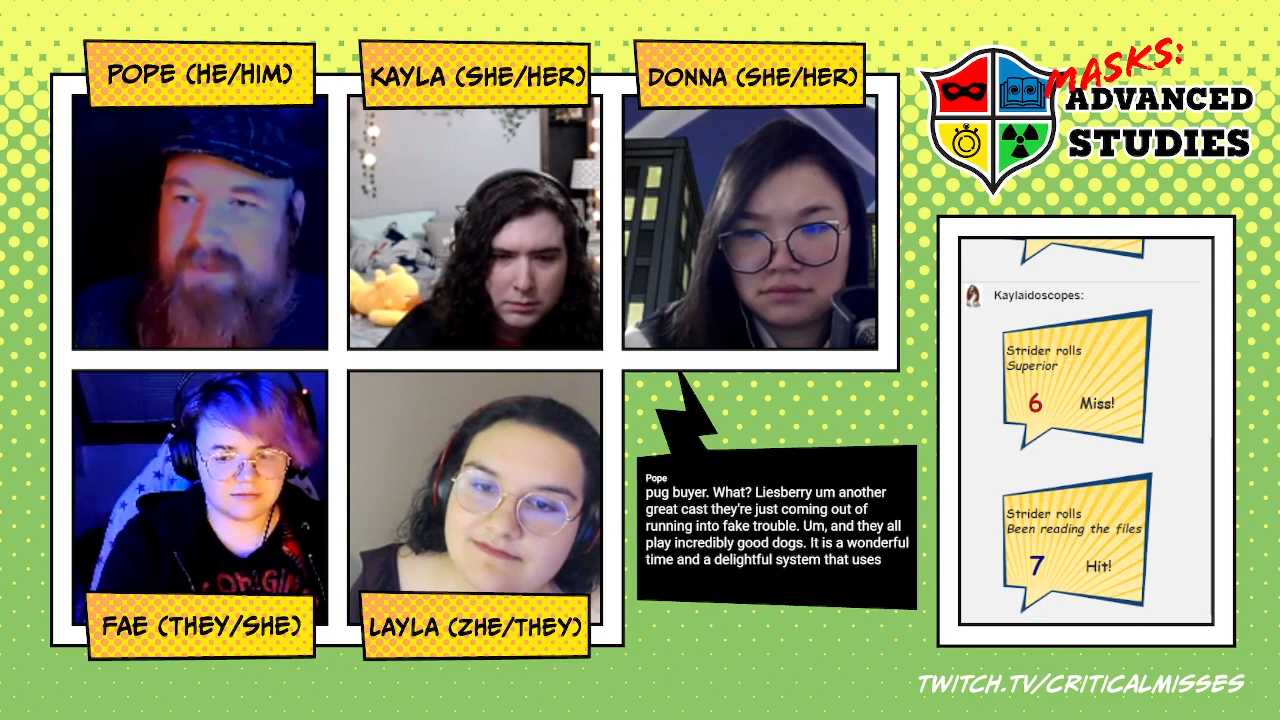 POPE (HE/HIM)
KAYLA (SHE/HER)
DONNA (SHE/HER)
MASKS:
ADVANCED
STUDIES
Kaylaidoscopes:
Strider rolls
Superior
6 Miss!
Strider rolls
Been reading the files
7 Hit!
Pope
pug buyer. What? Liesberry um another
great cast they're just coming out of
running into fake trouble. Um, and they all
play incredibly good dogs. It is a wonderful
time and a delightful system that uses
FAE (THEY/SHE)
LAYLA (ZHE/THEY)
TWITCH.TV/CRITICALMISSES